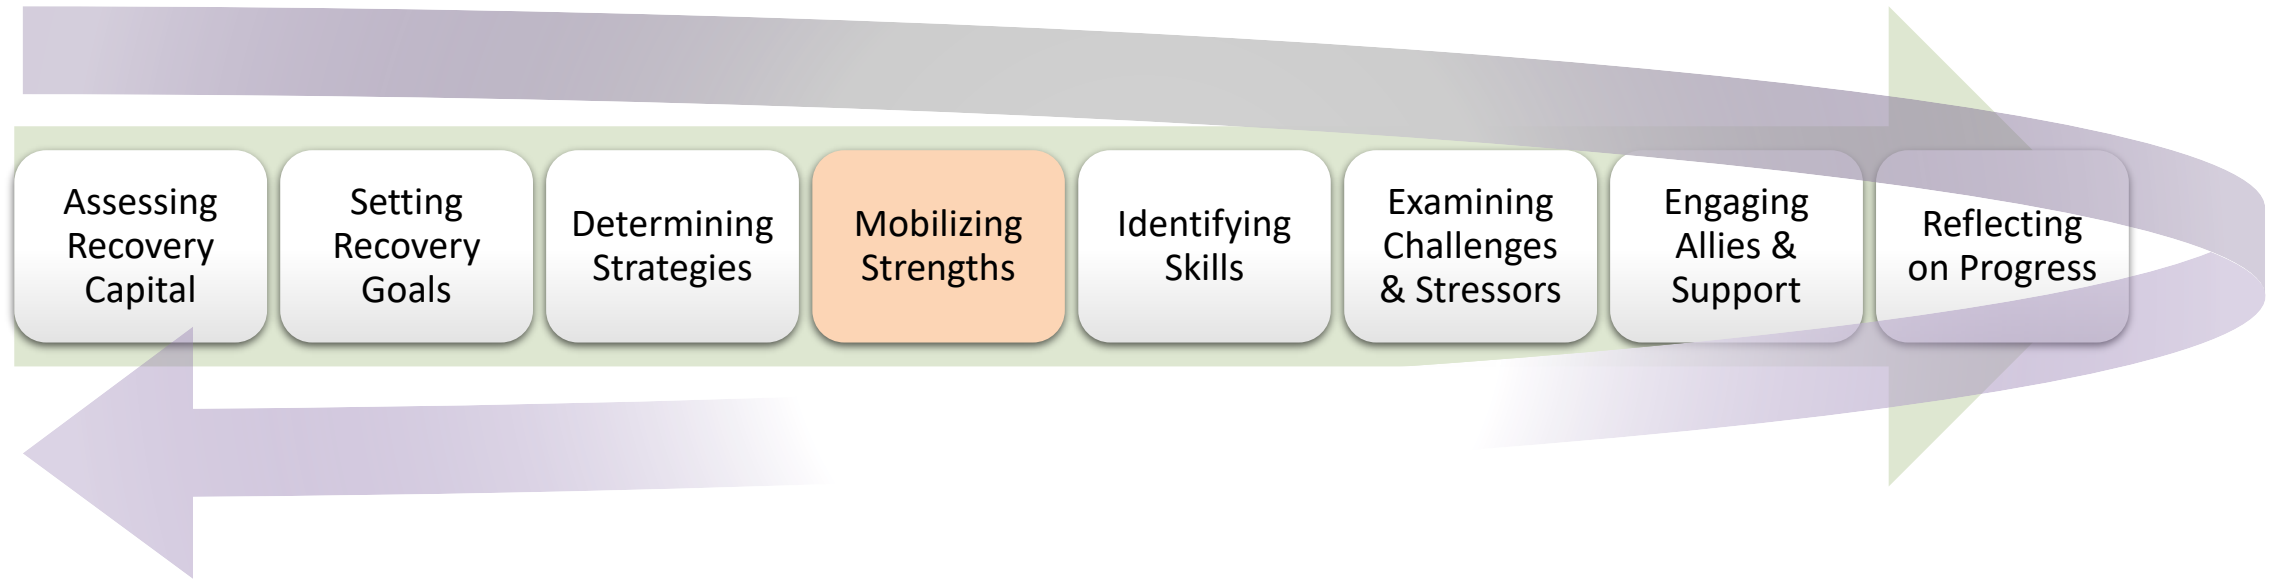 Assessing
Recovery
Capital
Setting
Recovery
Goals
Determining
Strategies
Mobilizing
Strengths
Identifying
Skills
Examining
Challenges
& Stressors
Engaging
Allies &
Support
Reflecting
on Progress